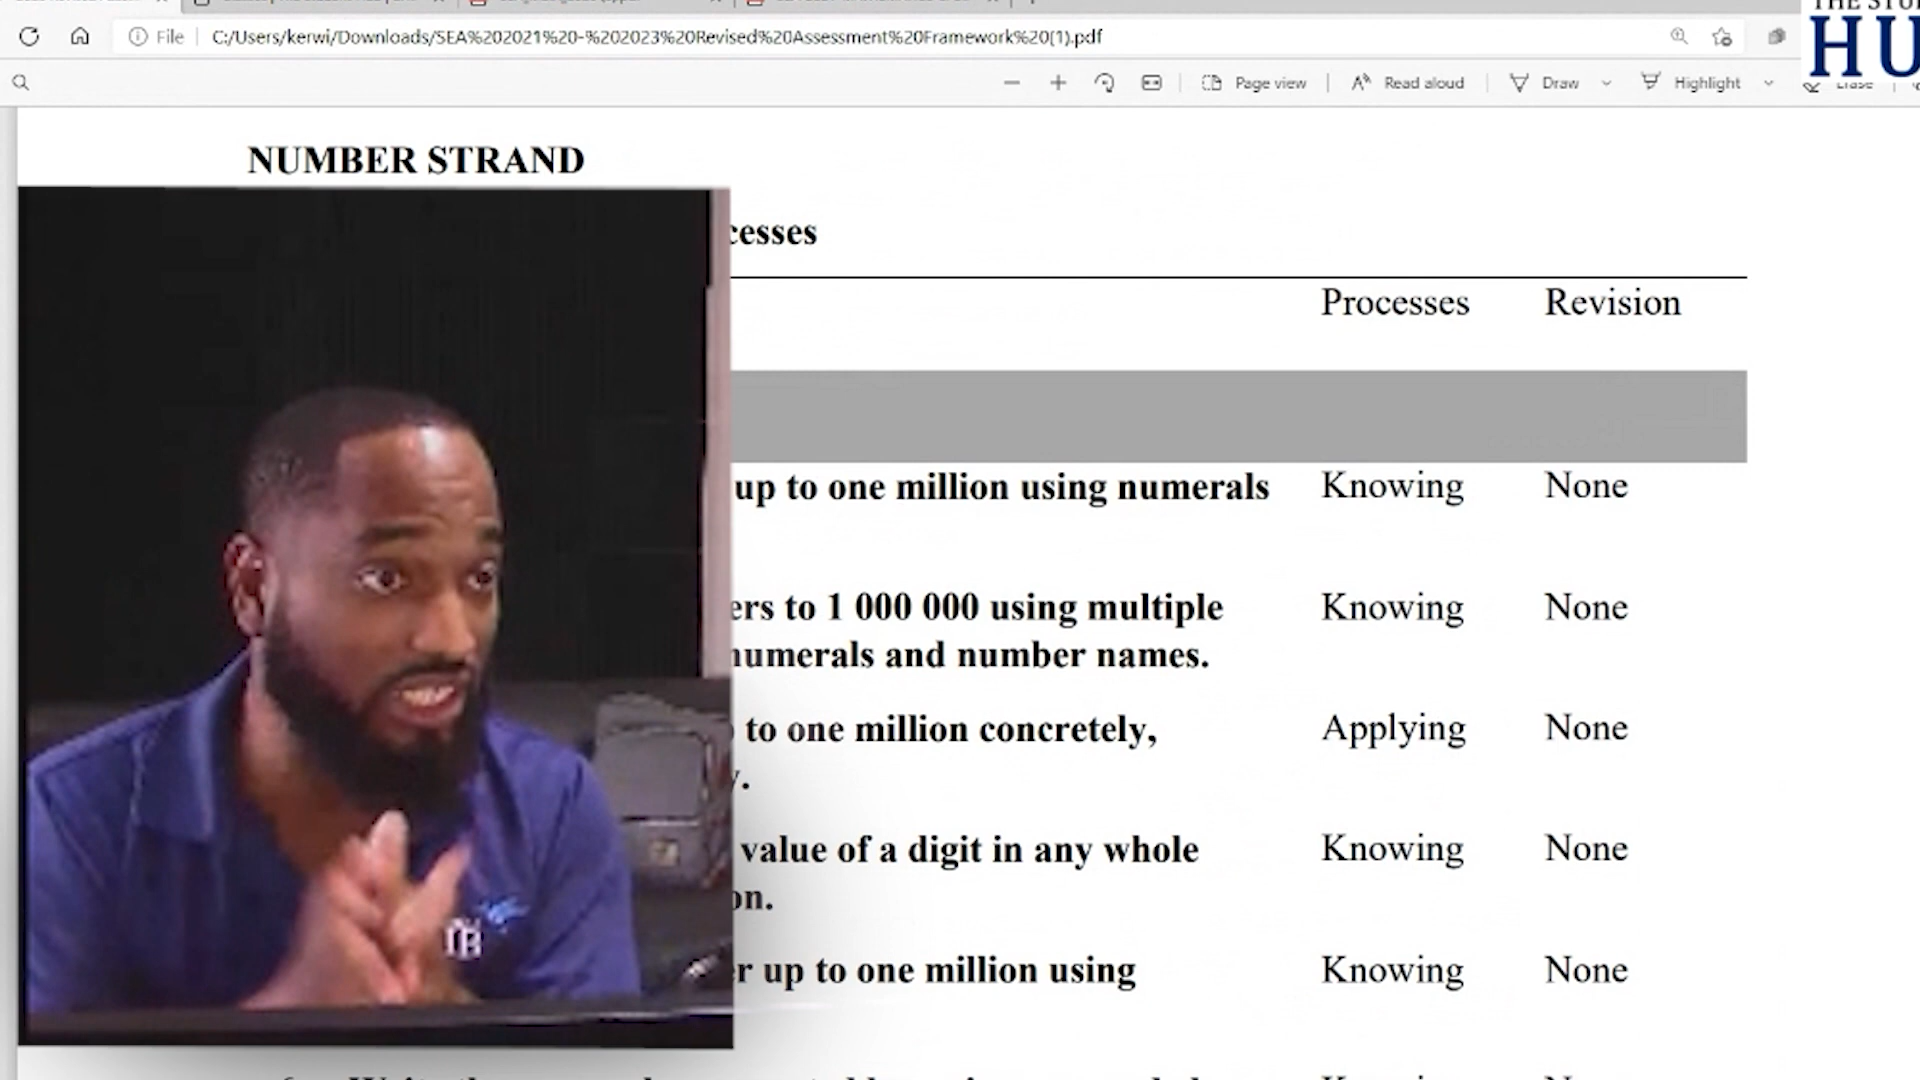 THE STU
HU
File C:/Users/kerwi/Downloads/SEA%202021%20-%202023%20Revised%20Assessment%20Framework%20(1).pdf
Page view Read aloud Draw Highlight Erase
NUMBER STRAND
cesses
Processes Revision
up to one million using numerals Knowing None
ers to 1 000 000 using multiple Knowing None
numerals and number names.
to one million concretely, Applying None
y.
value of a digit in any whole Knowing None
on.
r up to one million using Knowing None